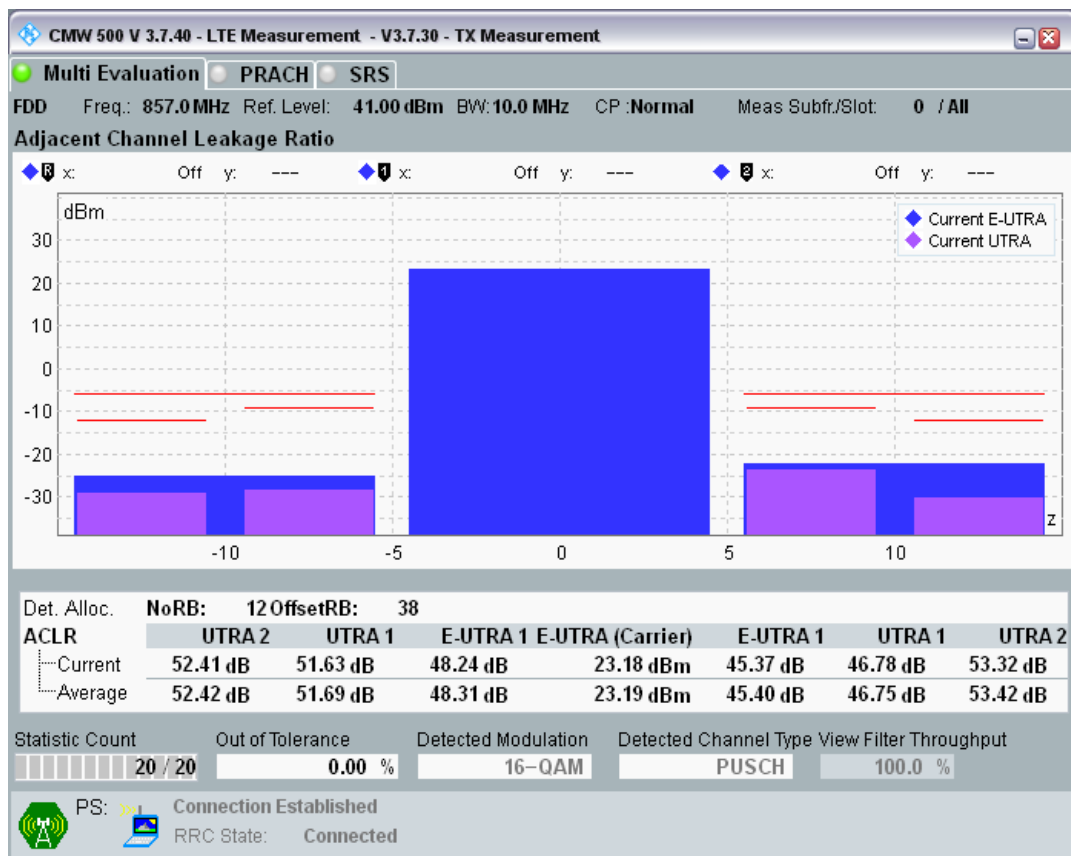 CMW 500 V 3.7.40 - LTE Measurement - V3.7.30 - TX Measurement
Multi Evaluation PRACH SRS
FDD Freq.: 857.0 MHz Ref. Level: 41.00 dBm BW: 10.0 MHz CP :Normal Meas Subfr./Slot: 0 / All
Adjacent Channel Leakage Ratio
R x: Off y: --- 1 x: Off y: --- 2 x: Off y: ---
dBm
Current E-UTRA
Current UTRA
30
20
10
0
-10
-20
-30
z
-10 -5 0 5 10
Det. Alloc. NoRB: 12 OffsetRB: 38
ACLR UTRA 2 UTRA 1 E-UTRA 1 E-UTRA (Carrier) E-UTRA 1 UTRA 1 UTRA 2
Current 52.41 dB 51.63 dB 48.24 dB 23.18 dBm 45.37 dB 46.78 dB 53.32 dB
Average 52.42 dB 51.69 dB 48.31 dB 23.19 dBm 45.40 dB 46.75 dB 53.42 dB
Statistic Count Out of Tolerance Detected Modulation Detected Channel Type View Filter Throughput
20 / 20 0.00 % 16-QAM PUSCH 100.0 %
PS: Connection Established
RRC State: Connected